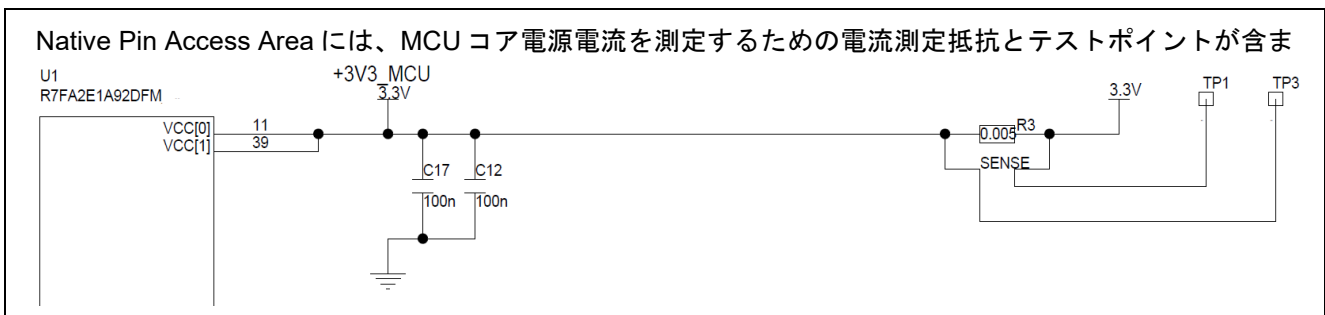 Native Pin Access Area には、MCU コア電源電流を測定するための電流測定抵抗とテストポイントが含ま
U1
R7FA2E1A92DFM
+3V3_MCU
3.3V
3.3V
TP1
TP3
VCC[0]
11
VCC[1]
39
0.005
R3
SENSE
C17
C12
100n
100n